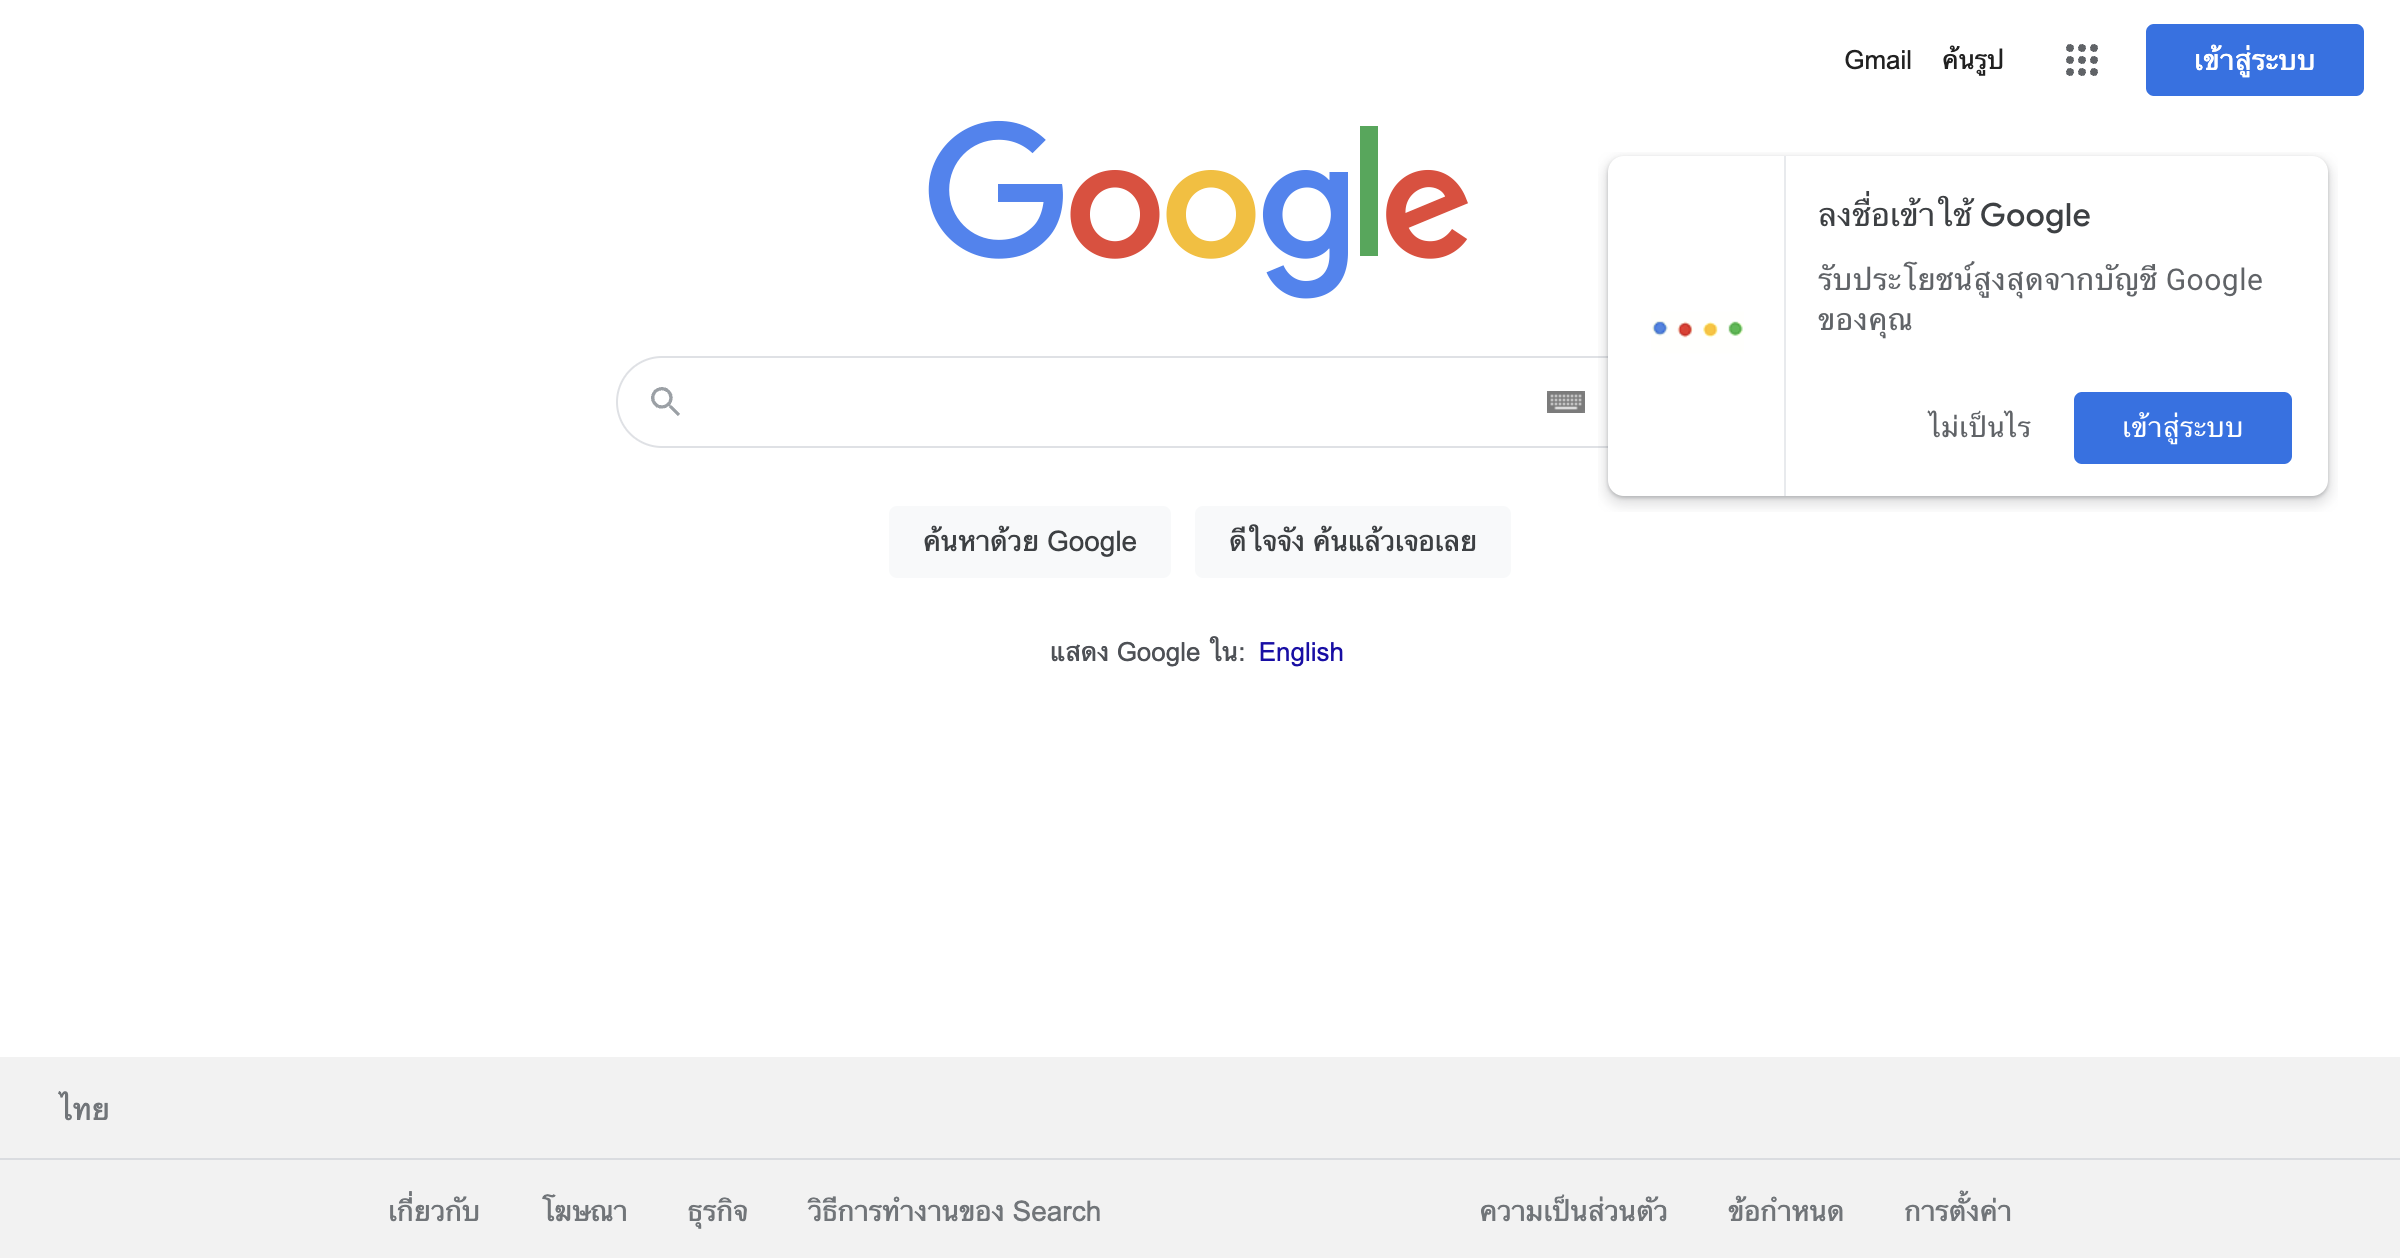 Gmail ค้นรูป เข้าสู่ระบบ
Google
ลงชื่อเข้าใช้ Google
รับประโยชน์สูงสุดจากบัญชี Google
ของคุณ
ไม่เป็นไร เข้าสู่ระบบ
ค้นหาด้วย Google ดีใจจัง ค้นแล้วเจอเลย
แสดง Google ใน: English
ไทย
เกี่ยวกับ โฆษณา ธุรกิจ วิธีการทำงานของ Search ความเป็นส่วนตัว ข้อกำหนด การตั้งค่า